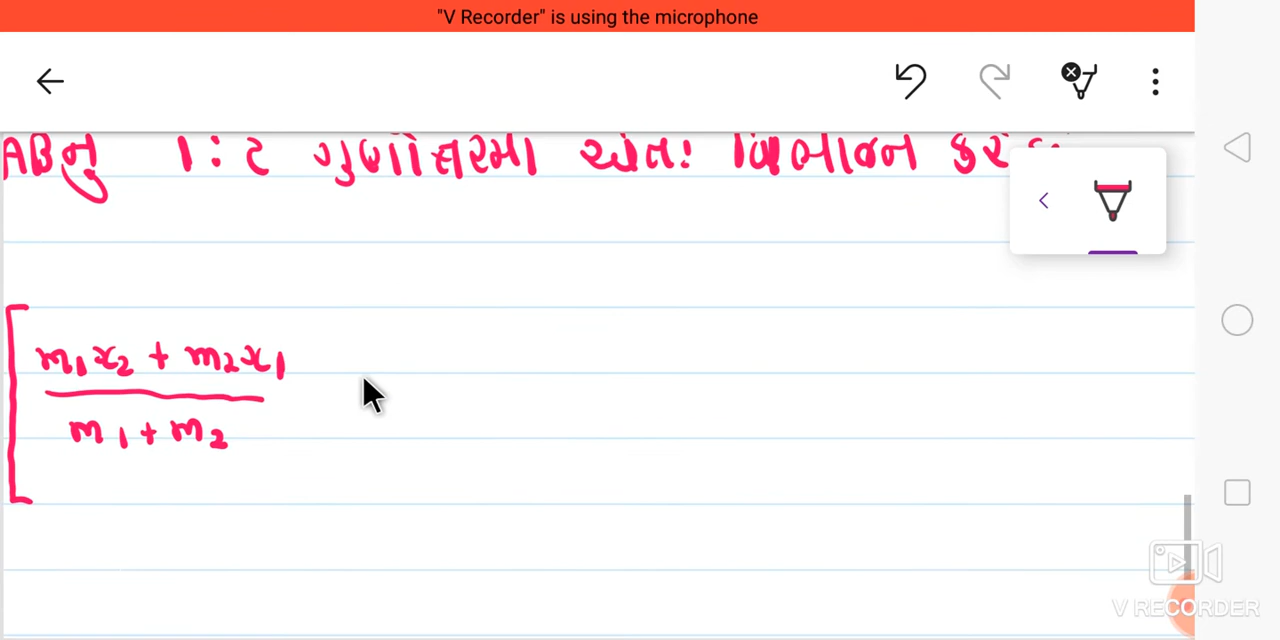 "V Recorder" is using the microphone
ABનુ 1:2 ગુણોત્તરમાં અંતઃ વિભાજન કરે
m₁x₂ + m₂x₁
m₁ + m₂
V RECORDER